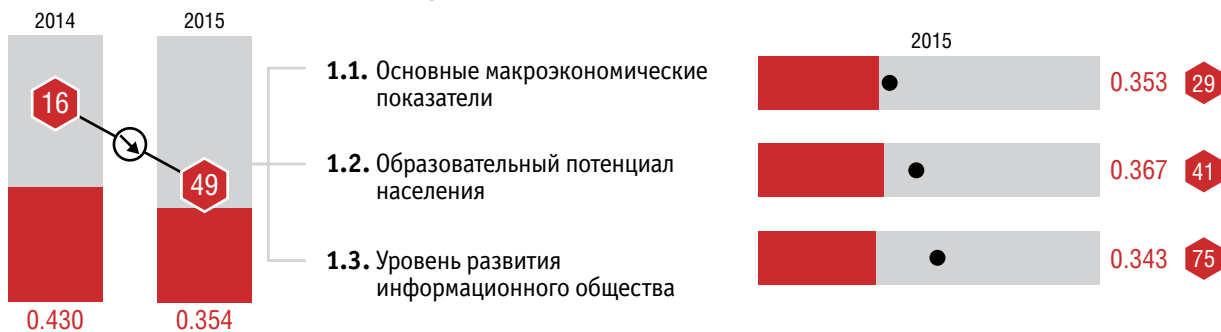 2014 2015
16
49
0.430 0.354
1.1. Основные макроэкономические
показатели
1.2. Образовательный потенциал
населения
1.3. Уровень развития
информационного общества
2015
0.353 29
0.367 41
0.343 75